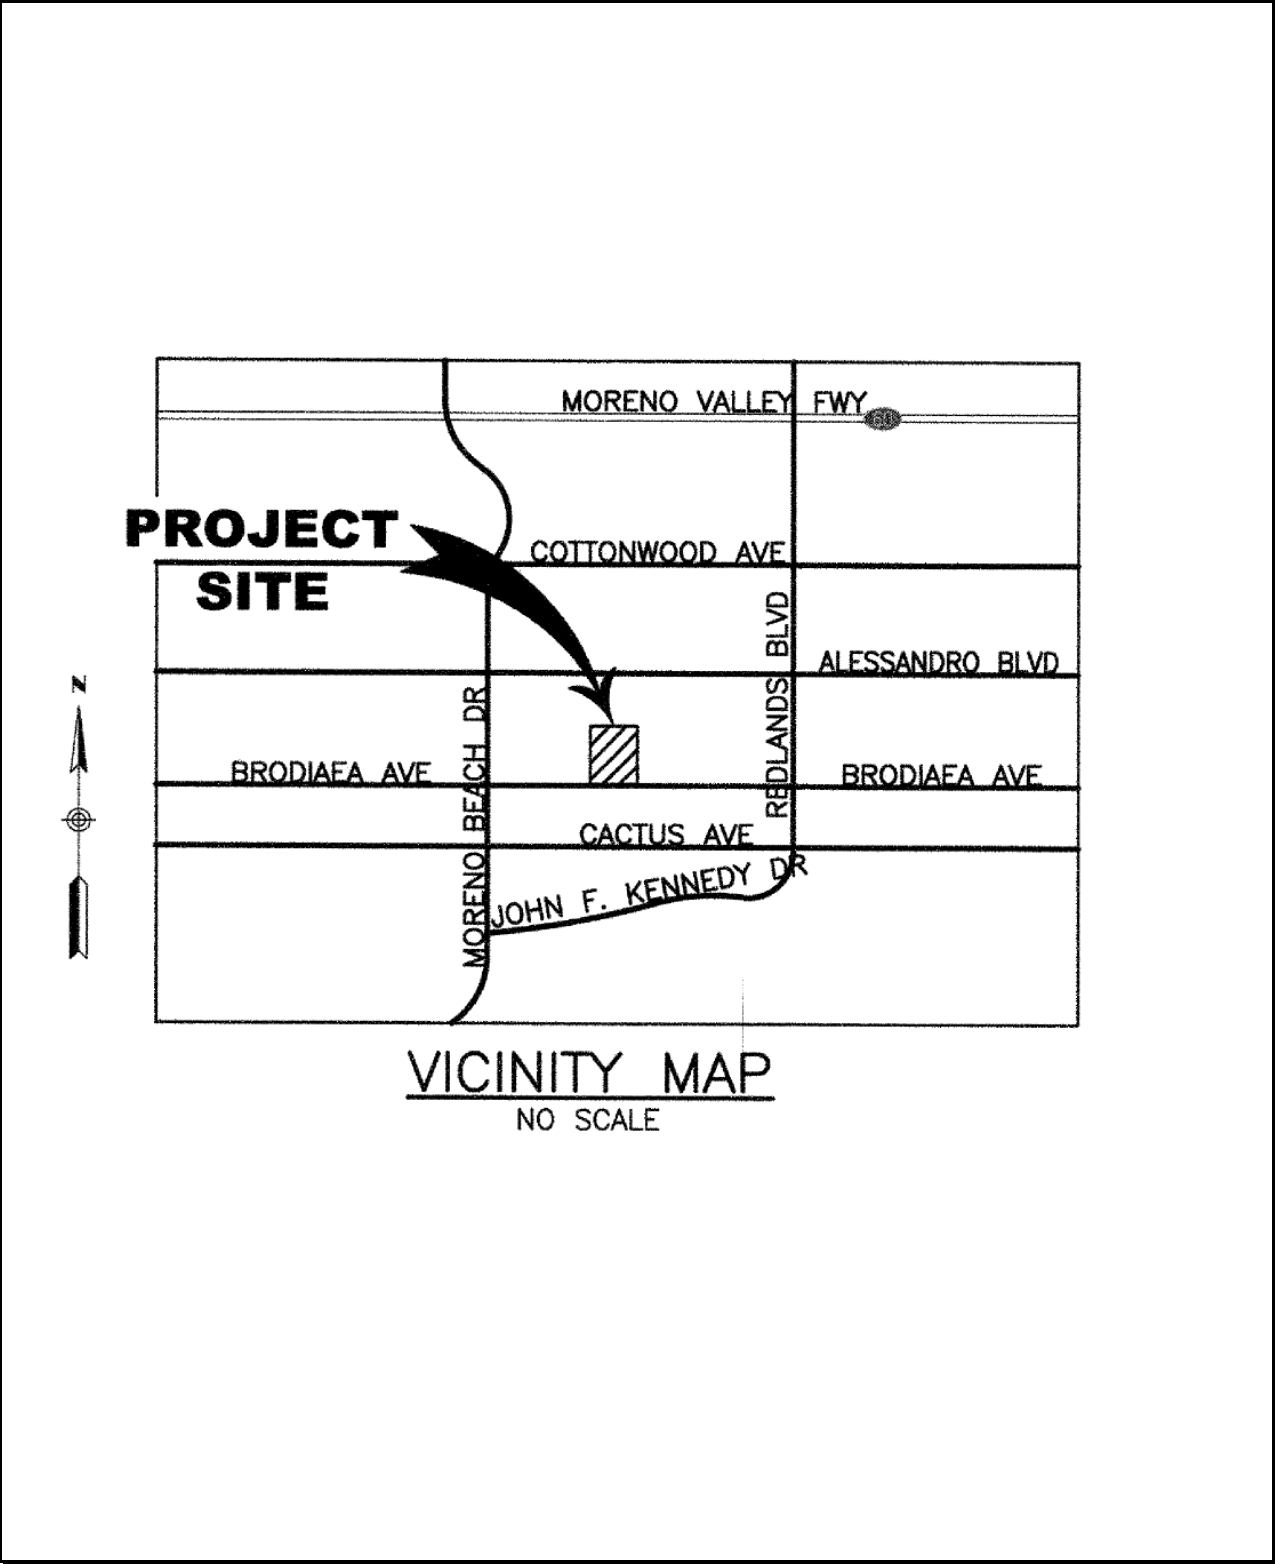 MORENO VALLEY FWY
PROJECT
SITE
COTTONWOOD AVE
REDLANDS BLVD
ALESSANDRO BLVD
N
MORENO BEACH DR
BRODIAEA AVE
BRODIAEA AVE
CACTUS AVE
JOHN F. KENNEDY DR
VICINITY MAP
NO SCALE